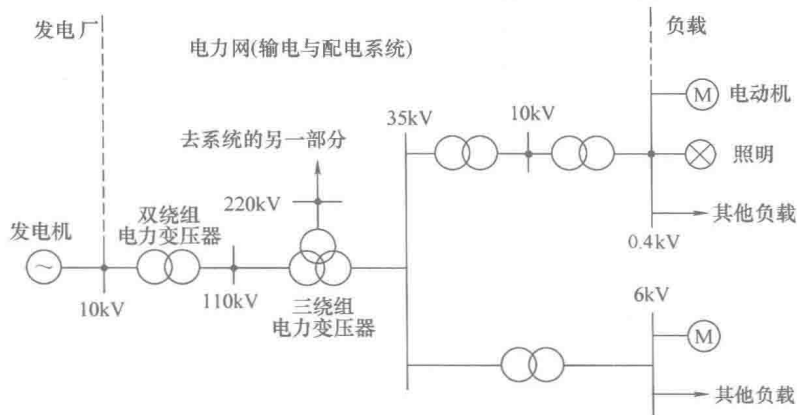 发电厂
电力网(输电与配电系统)
负载
电动机
M
35kV
10kV
去系统的另一部分
照明
220kV
其他负载
发电机
双绕组
电力变压器
0.4kV
~
10kV
110kV
三绕组
电力变压器
6kV
M
其他负载